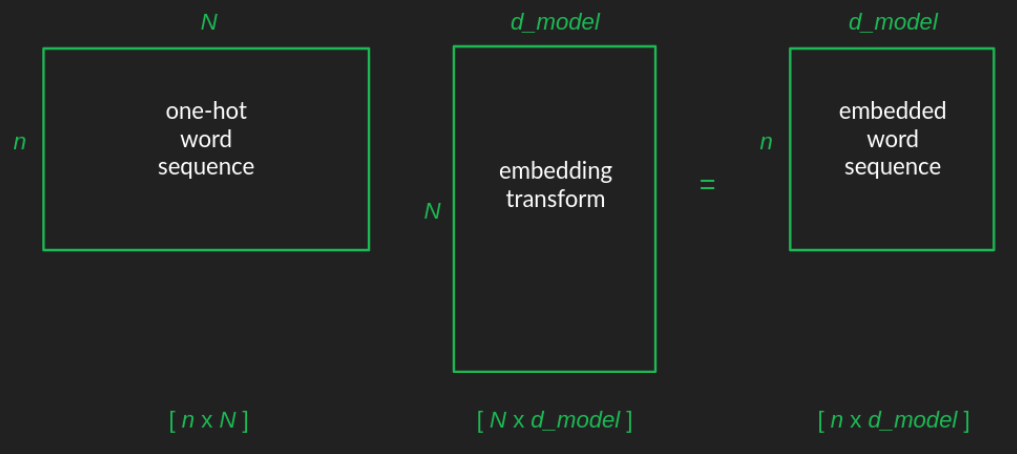 N
d_model
d_model
one-hot
word
sequence
n
embedding
transform
N
=
embedded
word
sequence
n
[ n x N ]
[ N x d_model ]
[ n x d_model ]